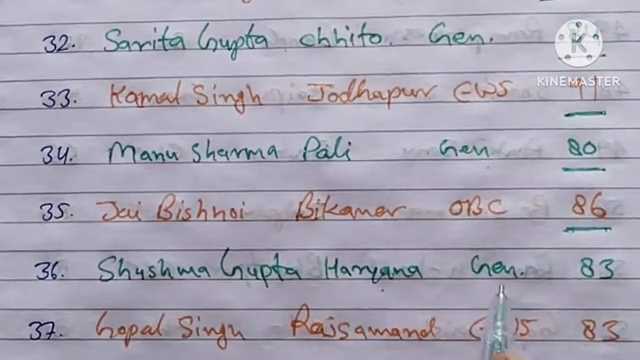 32. Sarita Gupta chhito. Gen.
KINEMASTER
33. Kamal Singh Jodhapur EWS
34. Manu Sharma Pali Gen 80
35. Jai Bishnoi Bikaner OBC 86
36. Shushma Gupta Haryana Gen. 83
37. Gopal Singh Rajsamand 83